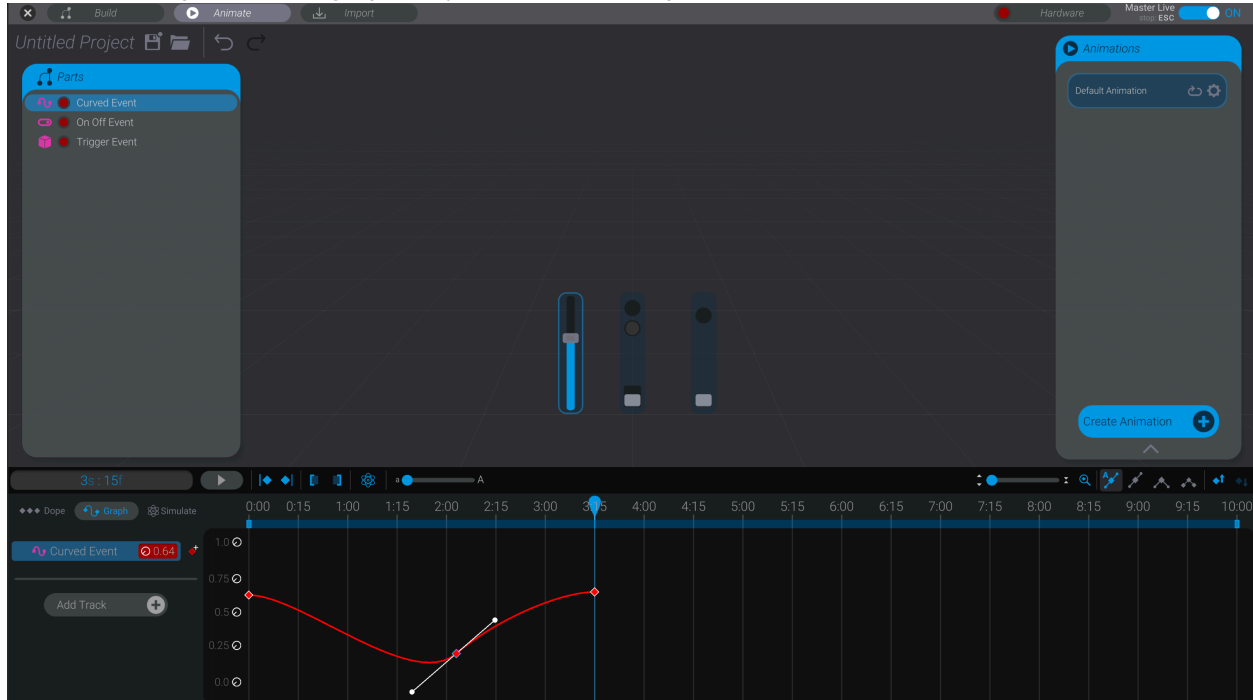 Build
Animate
Import
Hardware
Master Live
stop: ESC
ON
Untitled Project
Parts
Curved Event
On Off Event
Trigger Event
Animations
Default Animation
Create Animation
3s : 15f
a
A
Dope
Graph
Simulate
0:00 0:15 1:00 1:15 2:00 2:15 3:00 3:15 4:00 4:15 5:00 5:15 6:00 6:15 7:00 7:15 8:00 8:15 9:00 9:15 10:00
Curved Event
0.64
Add Track
1.0
0.75
0.5
0.25
0.0